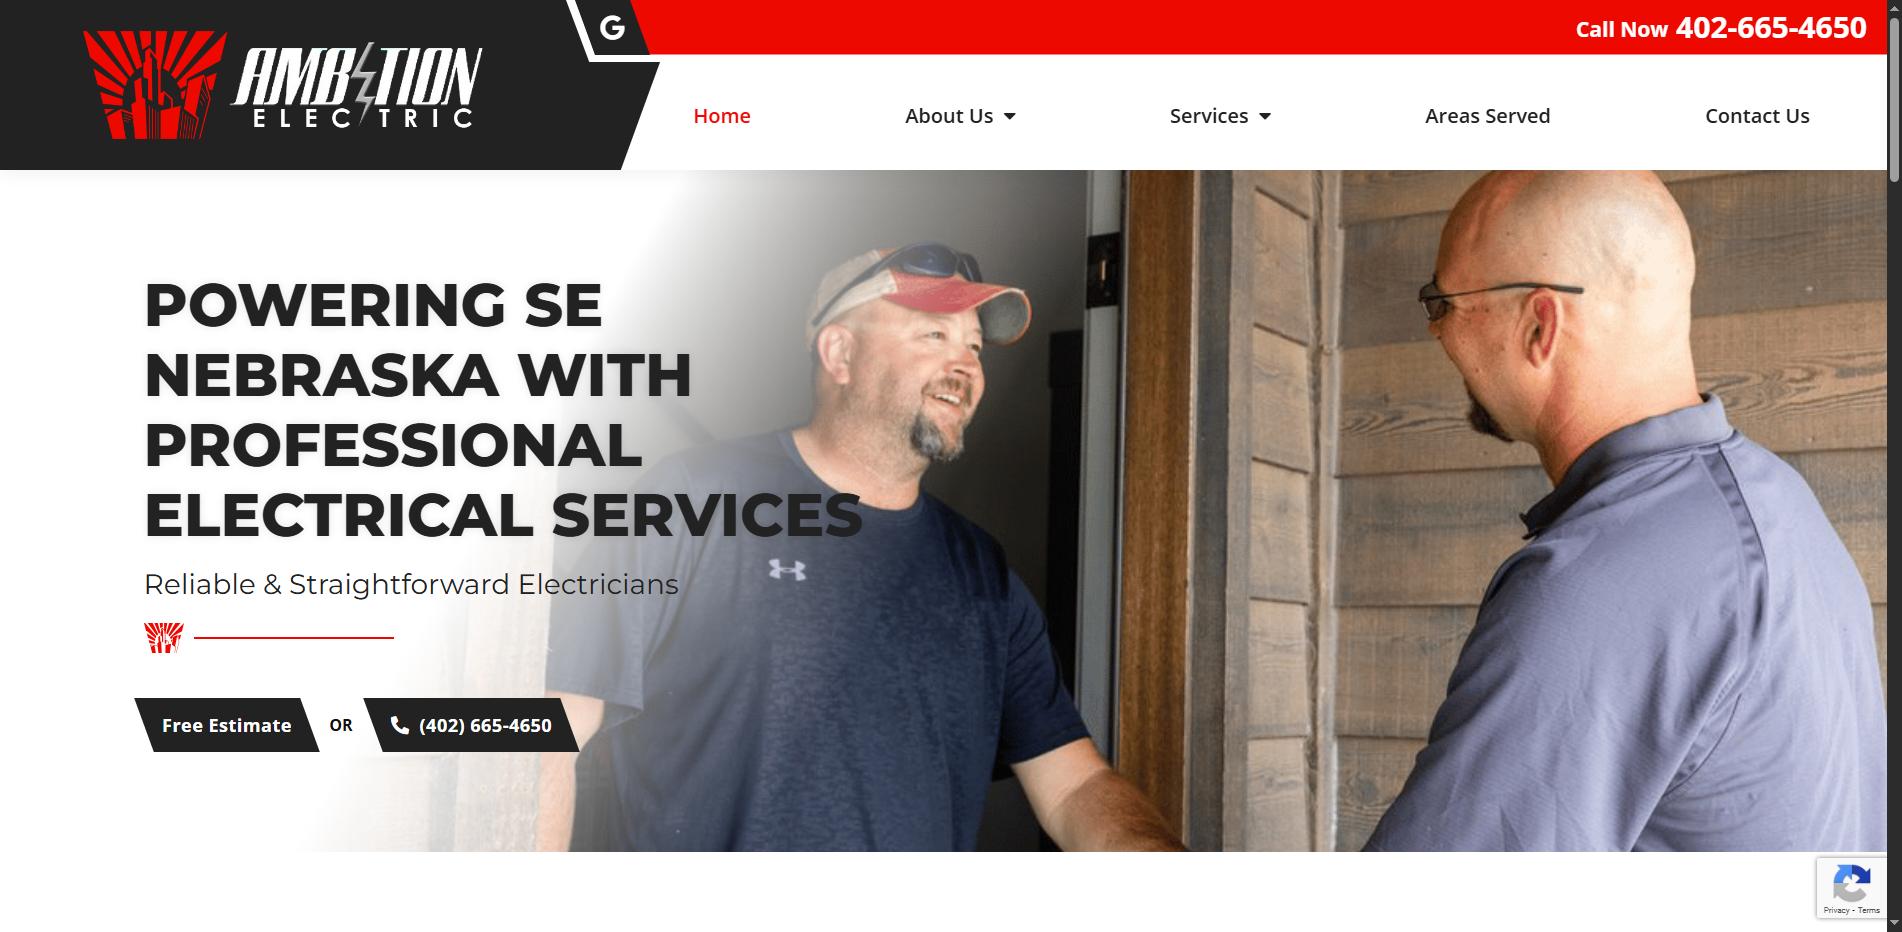 AMBITION
ELECTRIC
G
Call Now 402-665-4650
Home
About Us
Services
Areas Served
Contact Us
POWERING SE
NEBRASKA WITH
PROFESSIONAL
ELECTRICAL SERVICES
Reliable & Straightforward Electricians
Free Estimate
OR
(402) 665-4650
Privacy - Terms